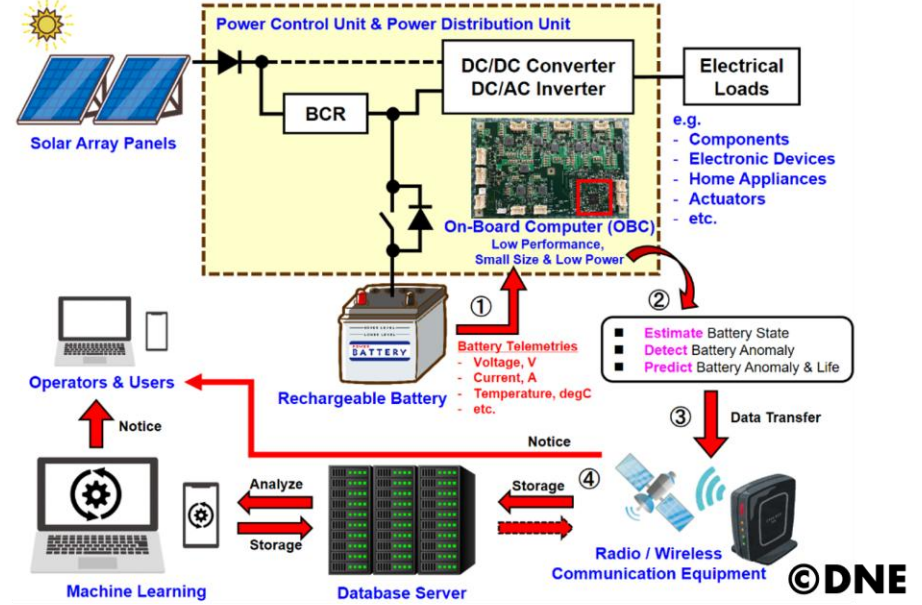 Power Control Unit & Power Distribution Unit
Solar Array Panels
BCR
DC/DC Converter
DC/AC Inverter
Electrical
Loads
e.g.
- Components
- Electronic Devices
- Home Appliances
- Actuators
- etc.
On-Board Computer (OBC)
Low Performance,
Small Size & Low Power
①
②
BATTERY
Rechargeable Battery
Battery Telemetries
- Voltage, V
- Current, A
- Temperature, degC
- etc.
■ Estimate Battery State
■ Detect Battery Anomaly
■ Predict Battery Anomaly & Life
③
Data Transfer
Operators & Users
Notice
Notice
④
Analyze
Storage
Storage
Machine Learning
Database Server
Radio / Wireless
Communication Equipment
©DNE